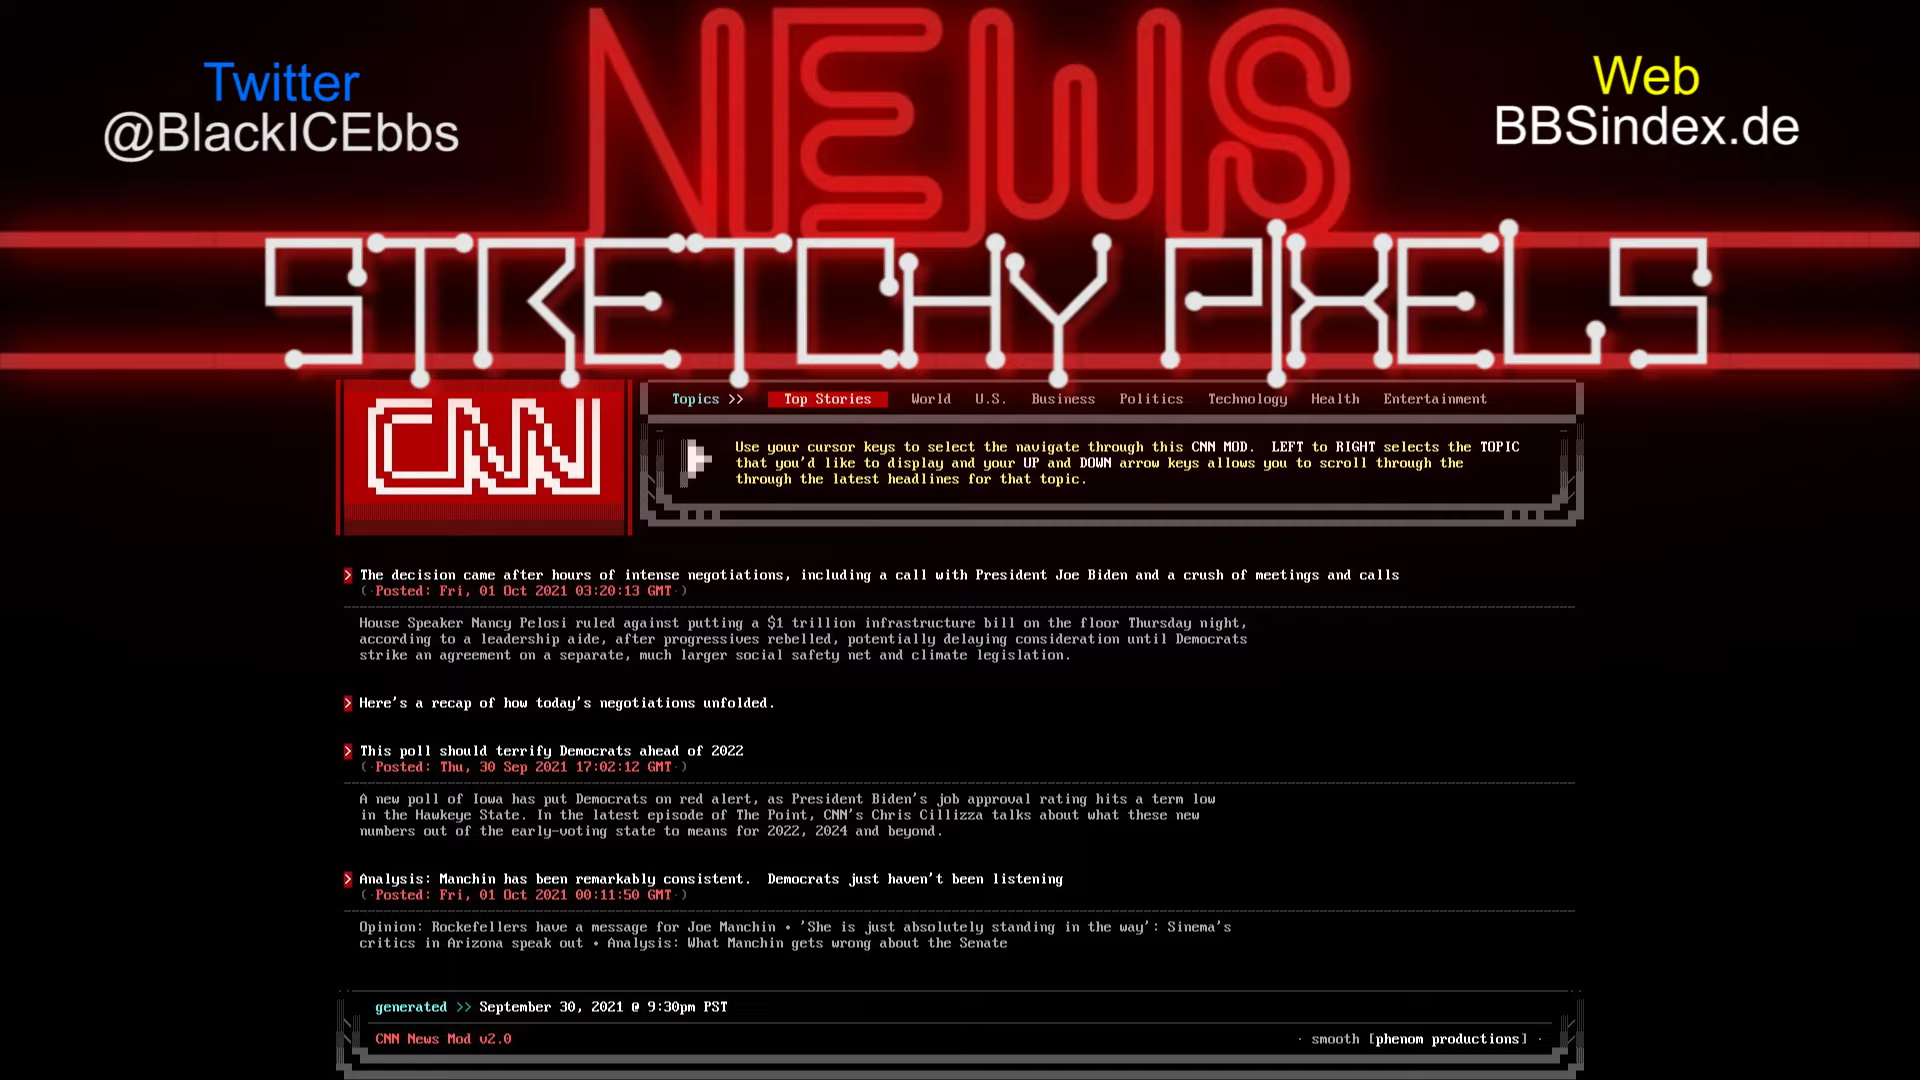 NEWS
Twitter
@BlackICEbbs
Web
BBSindex.de
STRETCHY PIXELS
CNN
Topics >> Top Stories World U.S. Business Politics Technology Health Entertainment
Use your cursor keys to select the navigate through this CNN MOD. LEFT to RIGHT selects the TOPIC
that you'd like to display and your UP and DOWN arrow keys allows you to scroll through the
through the latest headlines for that topic.
> The decision came after hours of intense negotiations, including a call with President Joe Biden and a crush of meetings and calls
(·Posted: Fri, 01 Oct 2021 03:20:13 GMT·)
House Speaker Nancy Pelosi ruled against putting a $1 trillion infrastructure bill on the floor Thursday night,
according to a leadership aide, after progressives rebelled, potentially delaying consideration until Democrats
strike an agreement on a separate, much larger social safety net and climate legislation.
> Here's a recap of how today's negotiations unfolded.
> This poll should terrify Democrats ahead of 2022
(·Posted: Thu, 30 Sep 2021 17:02:12 GMT·)
A new poll of Iowa has put Democrats on red alert, as President Biden's job approval rating hits a term low
in the Hawkeye State. In the latest episode of The Point, CNN's Chris Cillizza talks about what these new
numbers out of the early-voting state to means for 2022, 2024 and beyond.
> Analysis: Manchin has been remarkably consistent. Democrats just haven't been listening
(·Posted: Fri, 01 Oct 2021 00:11:50 GMT·)
Opinion: Rockefellers have a message for Joe Manchin • 'She is just absolutely standing in the way': Sinema's
critics in Arizona speak out • Analysis: What Manchin gets wrong about the Senate
generated >> September 30, 2021 @ 9:30pm PST
CNN News Mod v2.0 · smooth [phenom productions] ·